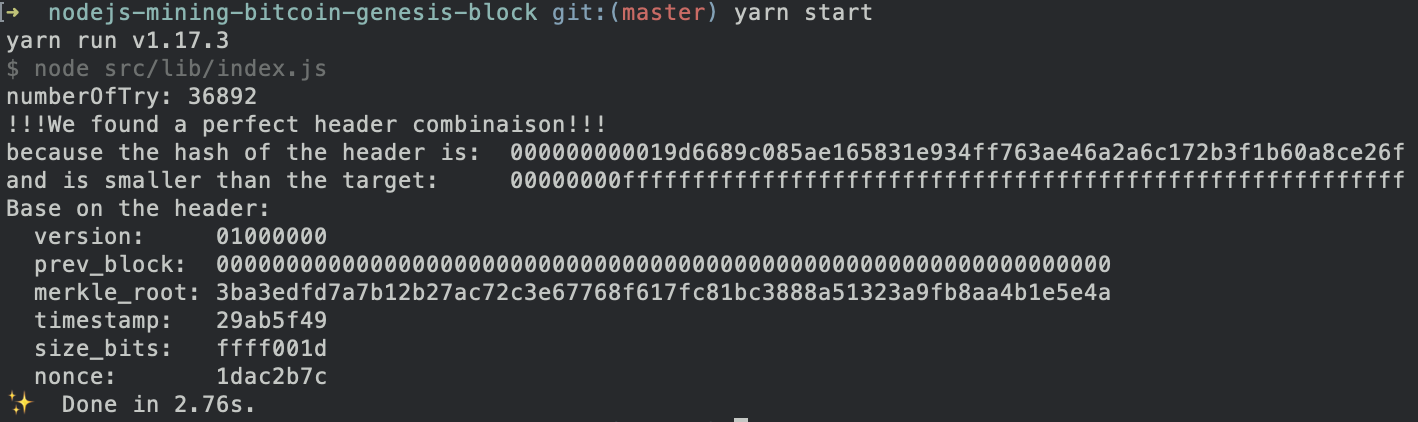 ➜  nodejs-mining-bitcoin-genesis-block git:(master) yarn start
yarn run v1.17.3
$ node src/lib/index.js
numberOfTry: 36892
!!!We found a perfect header combinaison!!!
because the hash of the header is:  000000000019d6689c085ae165831e934ff763ae46a2a6c172b3f1b60a8ce26f
and is smaller than the target:     00000000ffffffffffffffffffffffffffffffffffffffffffffffffffffffff
Base on the header:
  version:     01000000
  prev_block:  0000000000000000000000000000000000000000000000000000000000000000
  merkle_root: 3ba3edfd7a7b12b27ac72c3e67768f617fc81bc3888a51323a9fb8aa4b1e5e4a
  timestamp:   29ab5f49
  size_bits:   ffff001d
  nonce:       1dac2b7c
✨  Done in 2.76s.